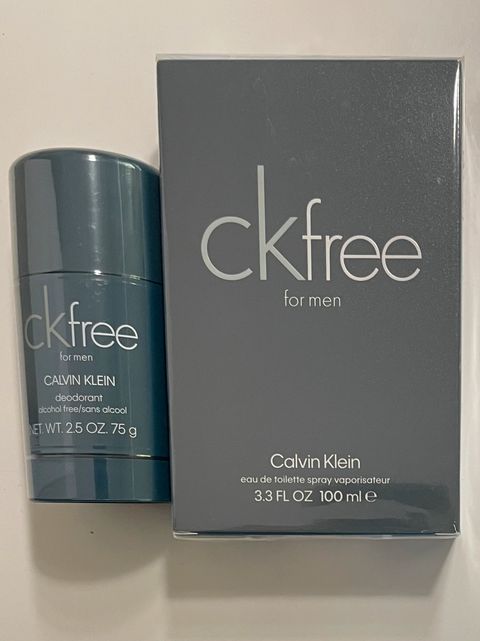 ckfree
for men
CALVIN KLEIN
deodorant
alcohol free/sans alcool
NET. WT. 2.5 OZ. 75 g
ckfree
for men
Calvin Klein
eau de toilette spray vaporisateur
3.3 FL OZ 100 ml ℮